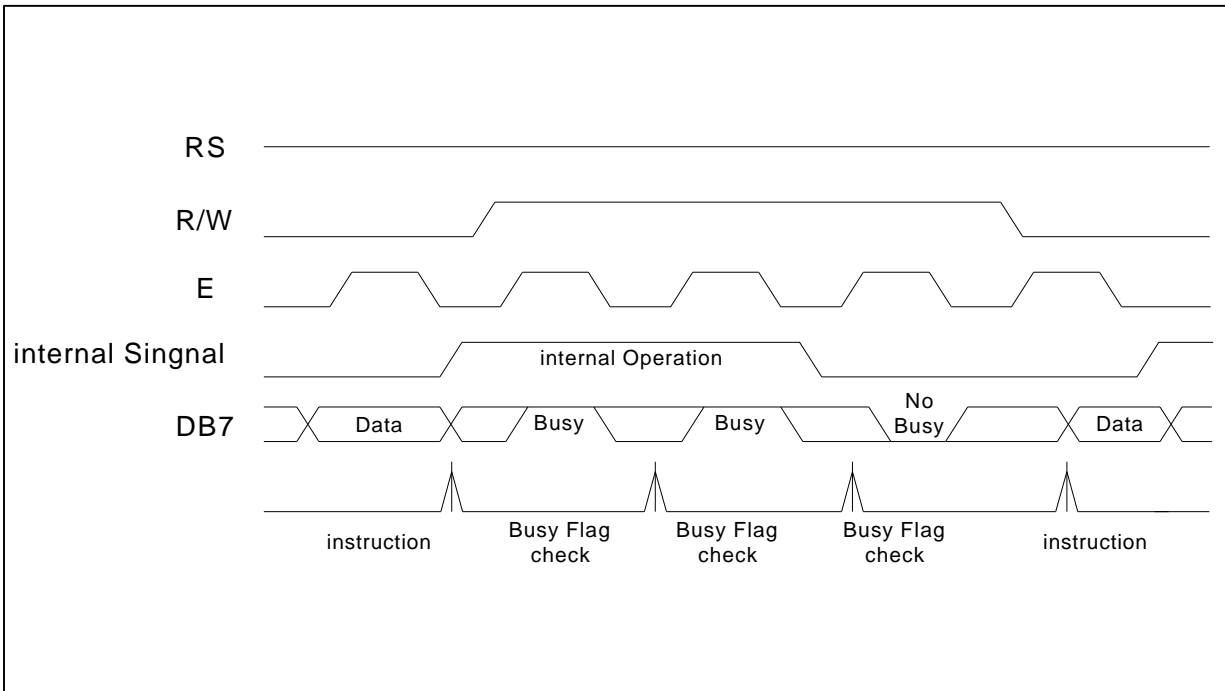 RS
R/W
E
internal Singnal
internal Operation
DB7
Data
Busy
Busy
No
Busy
Data
instruction
Busy Flag
check
Busy Flag
check
Busy Flag
check
instruction